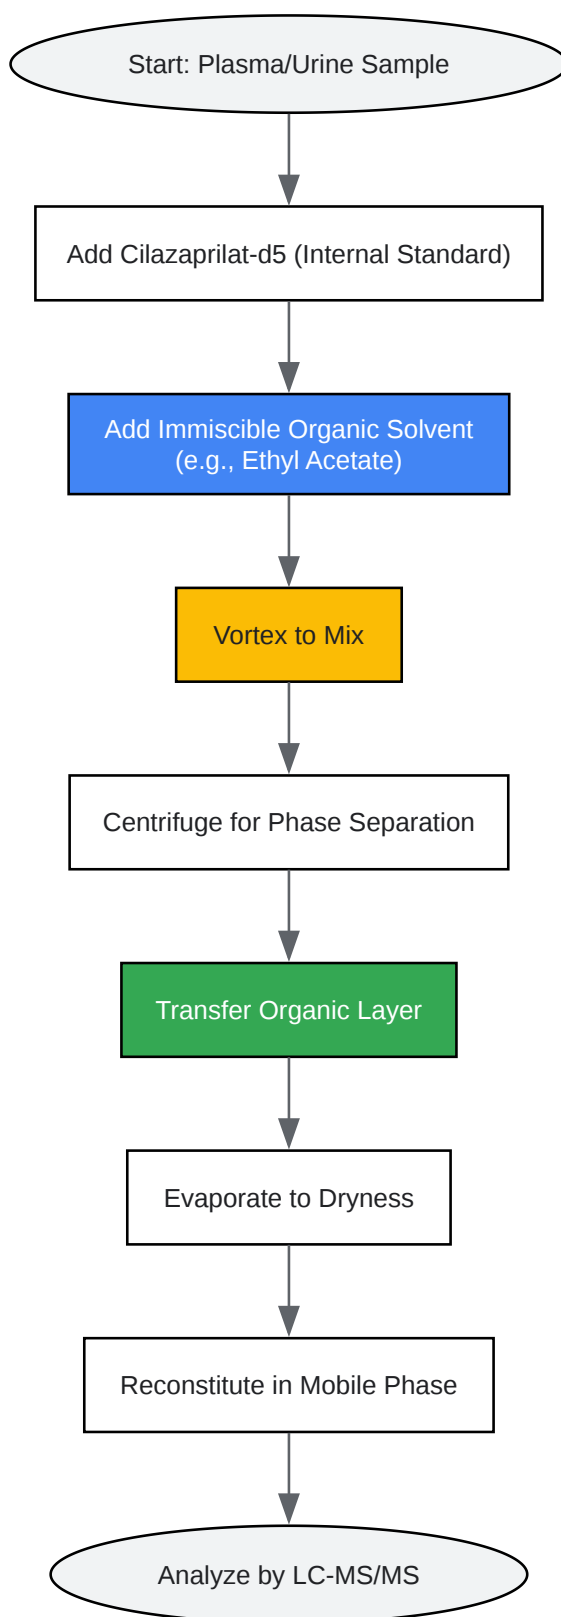 Start: Plasma/Urine Sample
Add Cilazaprilat-d5 (Internal Standard)
Add Immiscible Organic Solvent
(e.g., Ethyl Acetate)
Vortex to Mix
Centrifuge for Phase Separation
Transfer Organic Layer
Evaporate to Dryness
Reconstitute in Mobile Phase
Analyze by LC-MS/MS